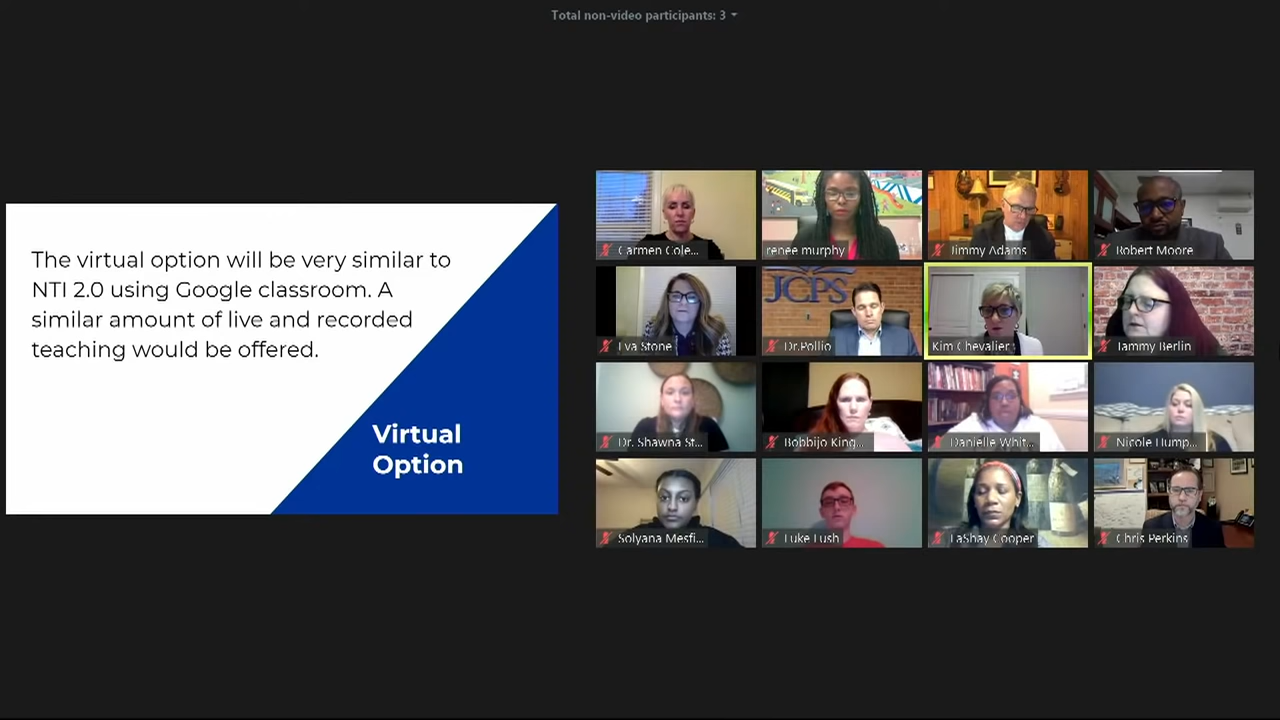 Total non-video participants: 3
The virtual option will be very similar to
NTI 2.0 using Google classroom. A
similar amount of live and recorded
teaching would be offered.
Virtual
Option
Carmen Cole...
renee murphy
Jimmy Adams
Robert Moore
Eva Stone
JCPS
Dr.Pollio
Kim Chevalier
Tammy Berlin
Dr. Shawna St...
Bobbijo King...
Danielle Whit...
Nicole Hump...
Solyana Mesfi...
Luke Lush
LaShay Cooper
Chris Perkins